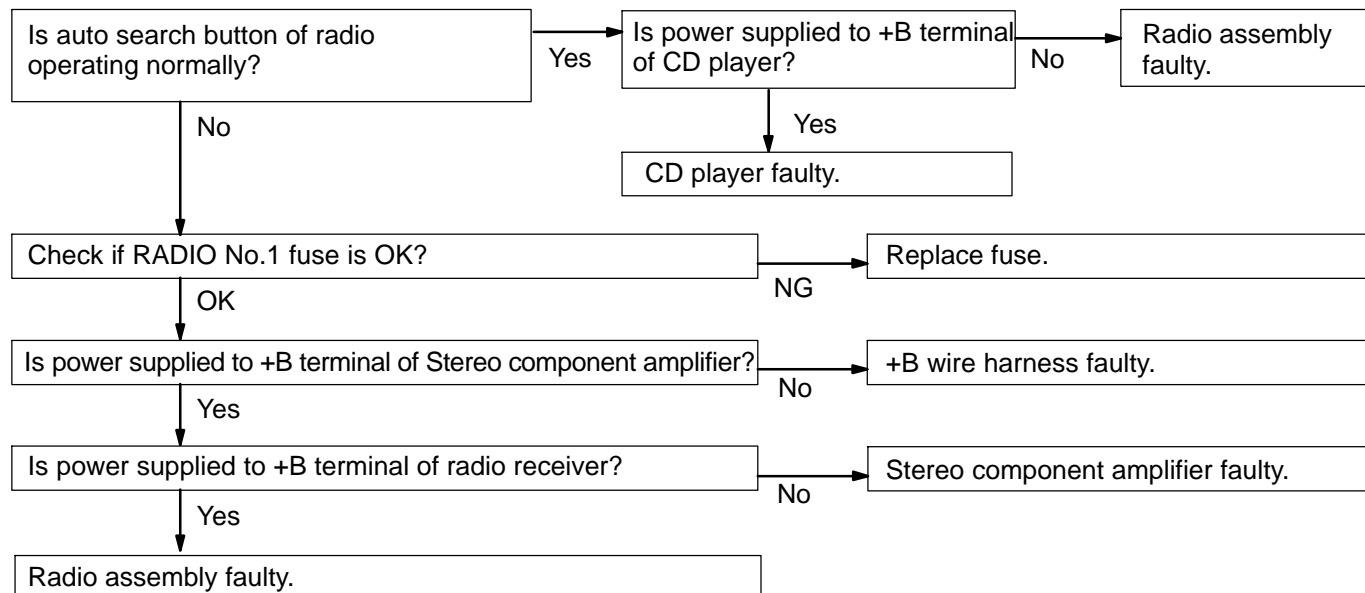 Is auto search button of radio
operating normally?
Yes
Is power supplied to +B terminal
of CD player?
No
Radio assembly
faulty.
Yes
CD player faulty.
No
Check if RADIO No.1 fuse is OK?
NG
Replace fuse.
OK
Is power supplied to +B terminal of Stereo component amplifier?
No
+B wire harness faulty.
Yes
Is power supplied to +B terminal of radio receiver?
No
Stereo component amplifier faulty.
Yes
Radio assembly faulty.